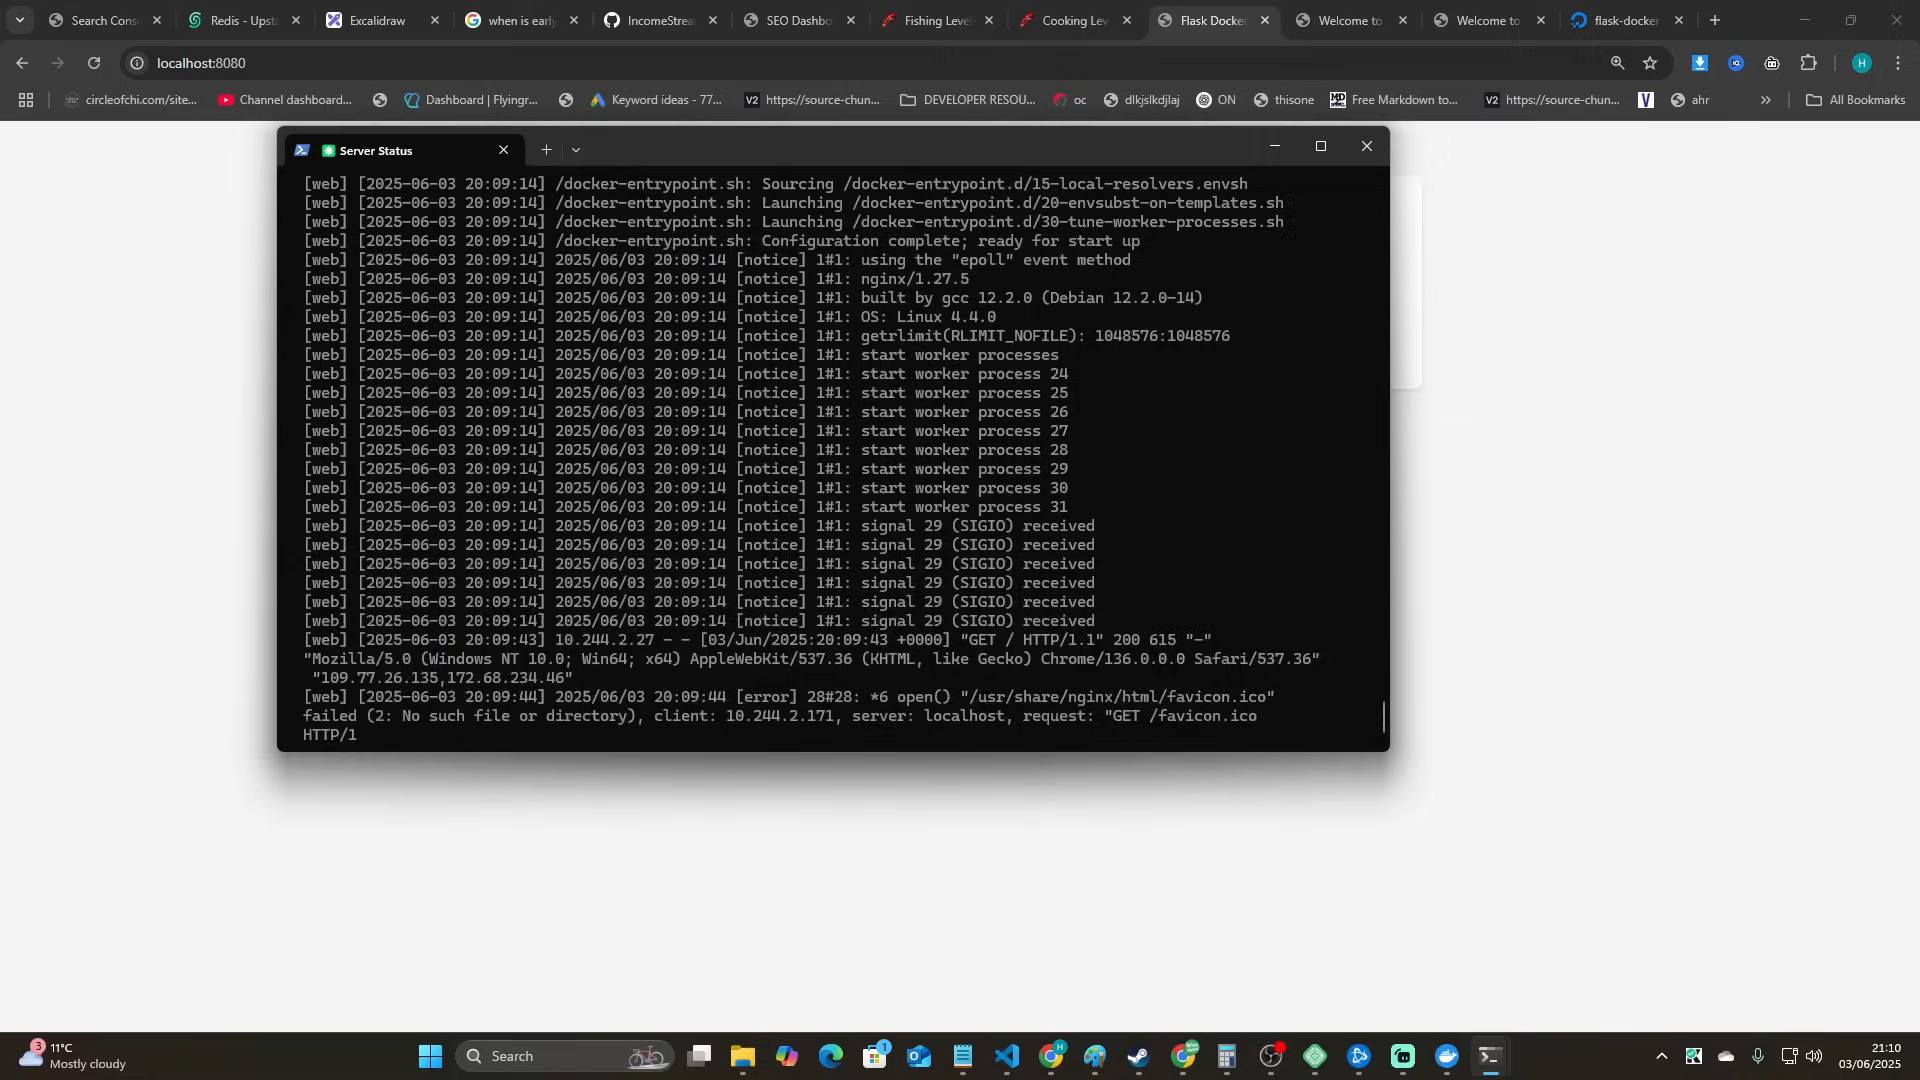 Search Cons
Redis - Upsta
Excalidraw
when is early
IncomeStrea
SEO Dashbo
Fishing Leve
Cooking Lev
Flask Docker
Welcome to
Welcome to
flask-docker
localhost:8080
H
circleofchi.com/site...
Channel dashboard...
Dashboard | Flyingr...
Keyword ideas - 77...
V2 https://source-chun...
DEVELOPER RESOU...
oc
dlkjslkdjlaj
ON
thisone
Free Markdown to...
V2 https://source-chun...
ahr
All Bookmarks
Server Status
[web] [2025-06-03 20:09:14] /docker-entrypoint.sh: Sourcing /docker-entrypoint.d/15-local-resolvers.envsh
[web] [2025-06-03 20:09:14] /docker-entrypoint.sh: Launching /docker-entrypoint.d/20-envsubst-on-templates.sh
[web] [2025-06-03 20:09:14] /docker-entrypoint.sh: Launching /docker-entrypoint.d/30-tune-worker-processes.sh
[web] [2025-06-03 20:09:14] /docker-entrypoint.sh: Configuration complete; ready for start up
[web] [2025-06-03 20:09:14] 2025/06/03 20:09:14 [notice] 1#1: using the "epoll" event method
[web] [2025-06-03 20:09:14] 2025/06/03 20:09:14 [notice] 1#1: nginx/1.27.5
[web] [2025-06-03 20:09:14] 2025/06/03 20:09:14 [notice] 1#1: built by gcc 12.2.0 (Debian 12.2.0-14)
[web] [2025-06-03 20:09:14] 2025/06/03 20:09:14 [notice] 1#1: OS: Linux 4.4.0
[web] [2025-06-03 20:09:14] 2025/06/03 20:09:14 [notice] 1#1: getrlimit(RLIMIT_NOFILE): 1048576:1048576
[web] [2025-06-03 20:09:14] 2025/06/03 20:09:14 [notice] 1#1: start worker processes
[web] [2025-06-03 20:09:14] 2025/06/03 20:09:14 [notice] 1#1: start worker process 24
[web] [2025-06-03 20:09:14] 2025/06/03 20:09:14 [notice] 1#1: start worker process 25
[web] [2025-06-03 20:09:14] 2025/06/03 20:09:14 [notice] 1#1: start worker process 26
[web] [2025-06-03 20:09:14] 2025/06/03 20:09:14 [notice] 1#1: start worker process 27
[web] [2025-06-03 20:09:14] 2025/06/03 20:09:14 [notice] 1#1: start worker process 28
[web] [2025-06-03 20:09:14] 2025/06/03 20:09:14 [notice] 1#1: start worker process 29
[web] [2025-06-03 20:09:14] 2025/06/03 20:09:14 [notice] 1#1: start worker process 30
[web] [2025-06-03 20:09:14] 2025/06/03 20:09:14 [notice] 1#1: start worker process 31
[web] [2025-06-03 20:09:14] 2025/06/03 20:09:14 [notice] 1#1: signal 29 (SIGIO) received
[web] [2025-06-03 20:09:14] 2025/06/03 20:09:14 [notice] 1#1: signal 29 (SIGIO) received
[web] [2025-06-03 20:09:14] 2025/06/03 20:09:14 [notice] 1#1: signal 29 (SIGIO) received
[web] [2025-06-03 20:09:14] 2025/06/03 20:09:14 [notice] 1#1: signal 29 (SIGIO) received
[web] [2025-06-03 20:09:14] 2025/06/03 20:09:14 [notice] 1#1: signal 29 (SIGIO) received
[web] [2025-06-03 20:09:14] 2025/06/03 20:09:14 [notice] 1#1: signal 29 (SIGIO) received
[web] [2025-06-03 20:09:43] 10.244.2.27 - - [03/Jun/2025:20:09:43 +0000] "GET / HTTP/1.1" 200 615 "-"
"Mozilla/5.0 (Windows NT 10.0; Win64; x64) AppleWebKit/537.36 (KHTML, like Gecko) Chrome/136.0.0.0 Safari/537.36"
"109.77.26.135,172.68.234.46"
[web] [2025-06-03 20:09:44] 2025/06/03 20:09:44 [error] 28#28: *6 open() "/usr/share/nginx/html/favicon.ico"
failed (2: No such file or directory), client: 10.244.2.171, server: localhost, request: "GET /favicon.ico
HTTP/1
3
11°C
Mostly cloudy
Search
1
21:10
03/06/2025